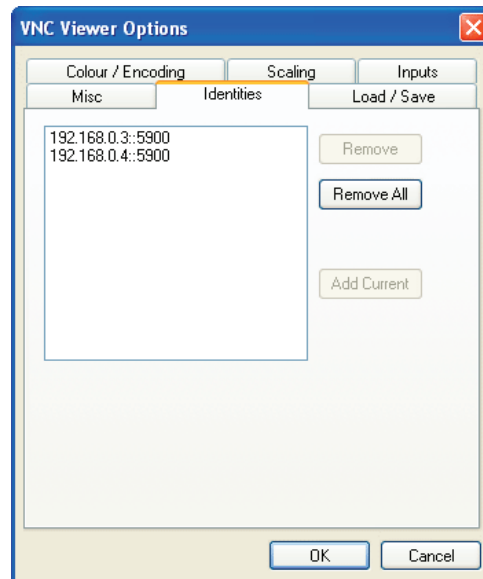 VNC Viewer Options
Colour / Encoding Scaling Inputs
Misc Identities Load / Save
192.168.0.3::5900
192.168.0.4::5900
Remove
Remove All
Add Current
OK Cancel